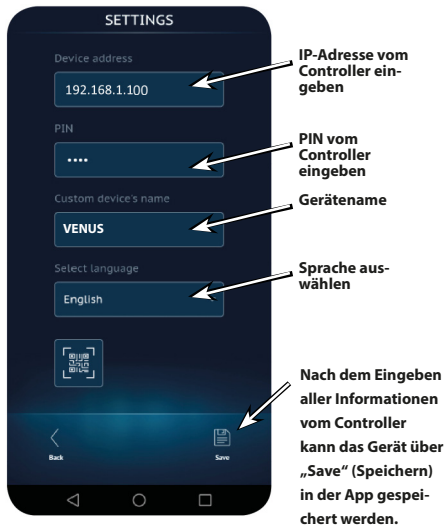 SETTINGS
Device address
192.168.1.100
PIN
••••
Custom device's name
VENUS
Select language
English
Back
Save
IP-Adresse vom
Controller ein-
geben
PIN vom
Controller
eingeben
Gerätename
Sprache aus-
wählen
Nach dem Eingeben
aller Informationen
vom Controller
kann das Gerät über
„Save“ (Speichern)
in der App gespei-
chert werden.